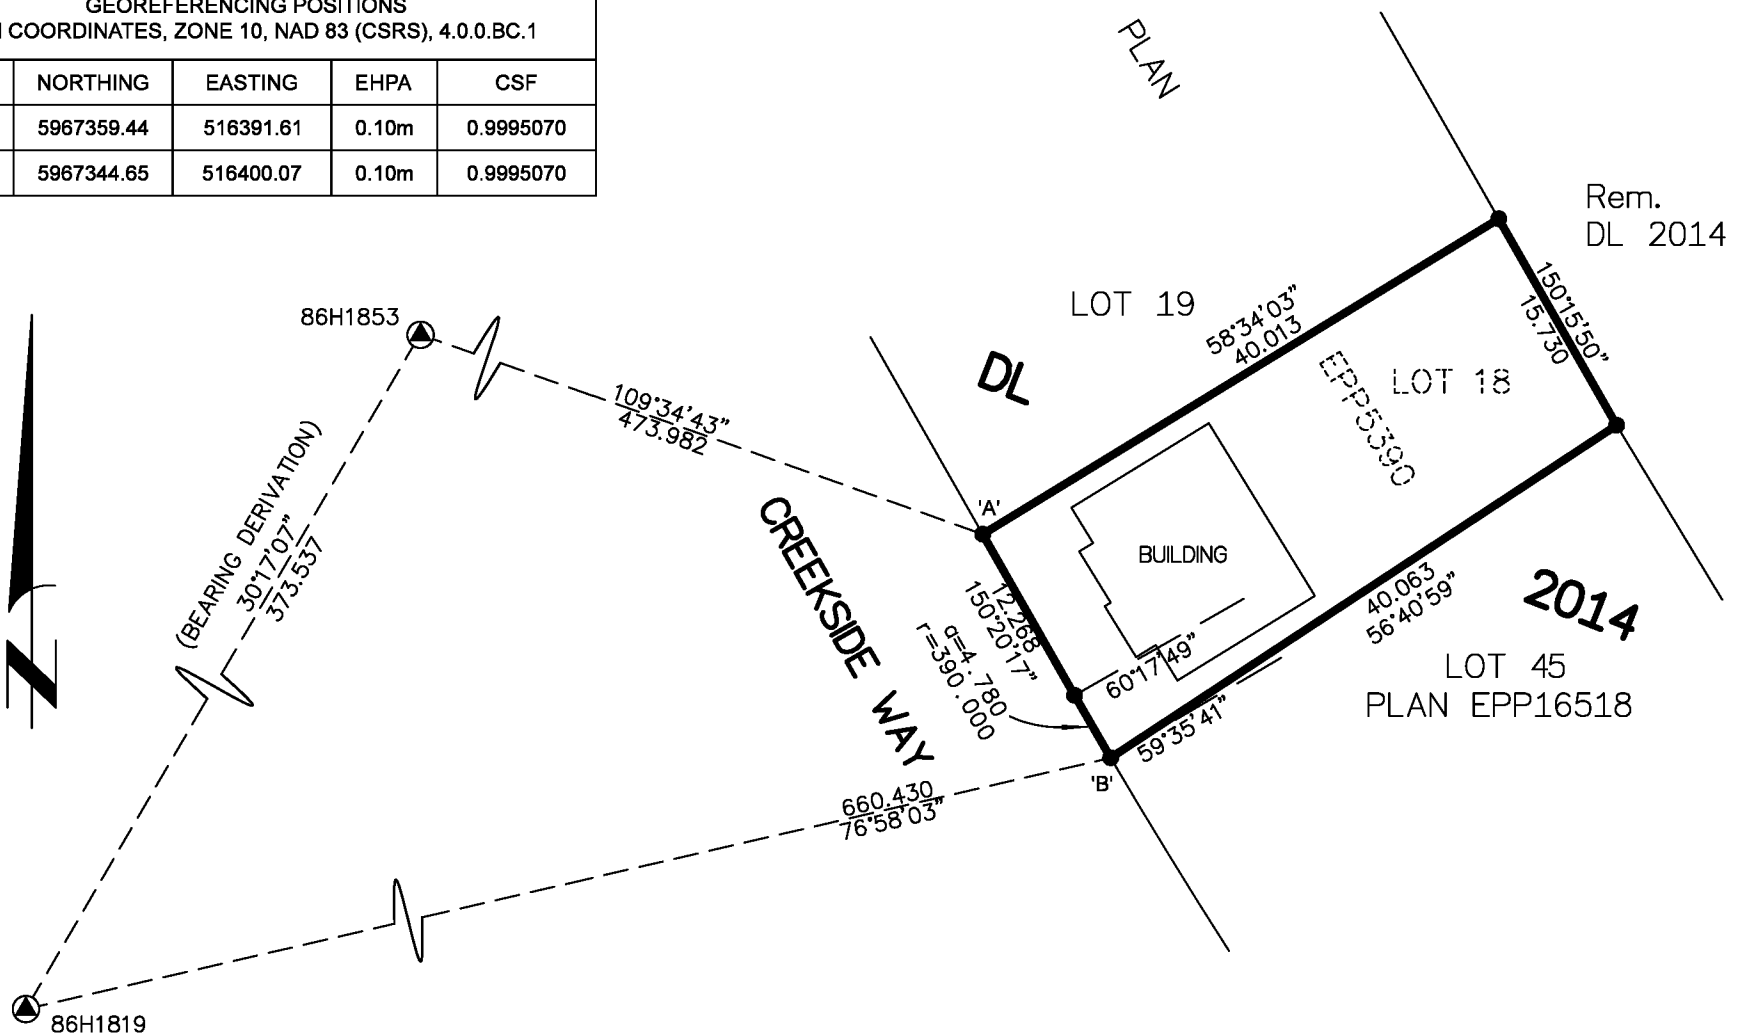 GEOREFERENCING POSITIONS
COORDINATES, ZONE 10, NAD 83 (CSRS), 4.0.0.BC.1
NORTHING EASTING EHPA CSF
5967359.44 516391.61 0.10m 0.9995070
5967344.65 516400.07 0.10m 0.9995070
PLAN
Rem.
DL 2014
86H1853
LOT 19
58°34'03"
40.013
150°15'50"
15.730
DL
LOT 18
EPP5390
109°34'43"
473.982
(BEARING DERIVATION)
30°17'07"
373.537
'A'
CREEKSIDE WAY
BUILDING
12.268
150°20'17"
a=4.780
r=390.000
60°17'49"
59°35'41"
40.063
56°40'59"
2014
LOT 45
PLAN EPP16518
'B'
660.430
76°58'03"
N
86H1819